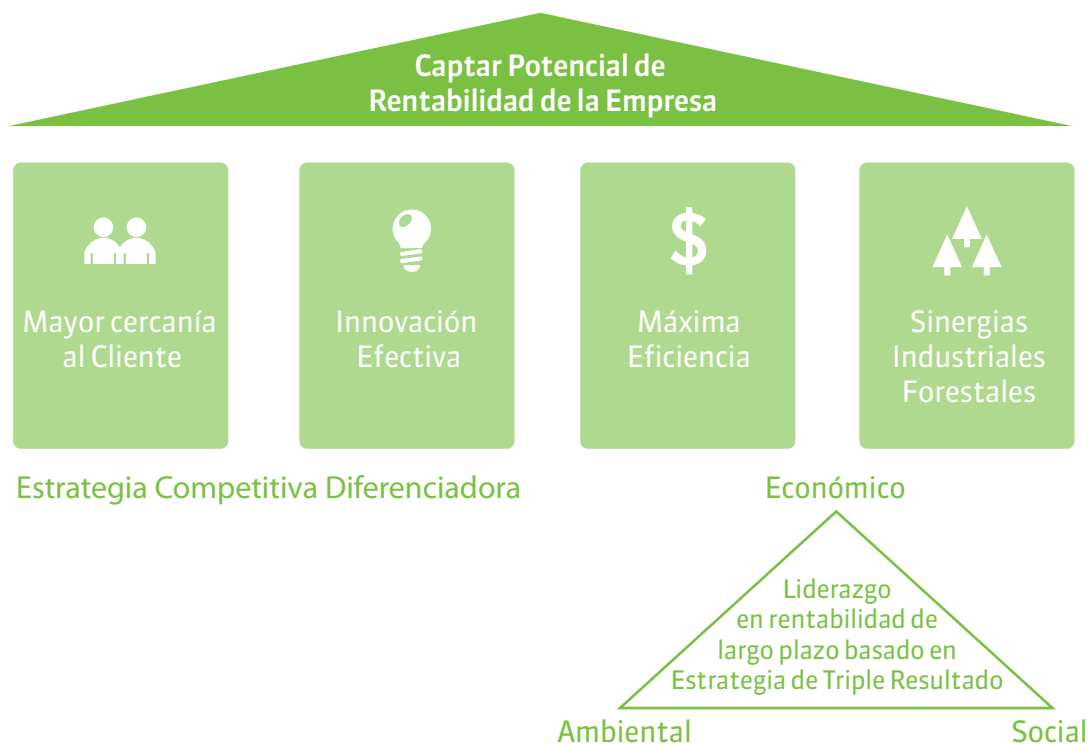 Captar Potencial de
Rentabilidad de la Empresa
Mayor cercanía
al Cliente
Innovación
Efectiva
$
Máxima
Eficiencia
Sinergias
Industriales
Forestales
Estrategia Competitiva Diferenciadora
Económico
Liderazgo
en rentabilidad de
largo plazo basado en
Estrategia de Triple Resultado
Ambiental
Social